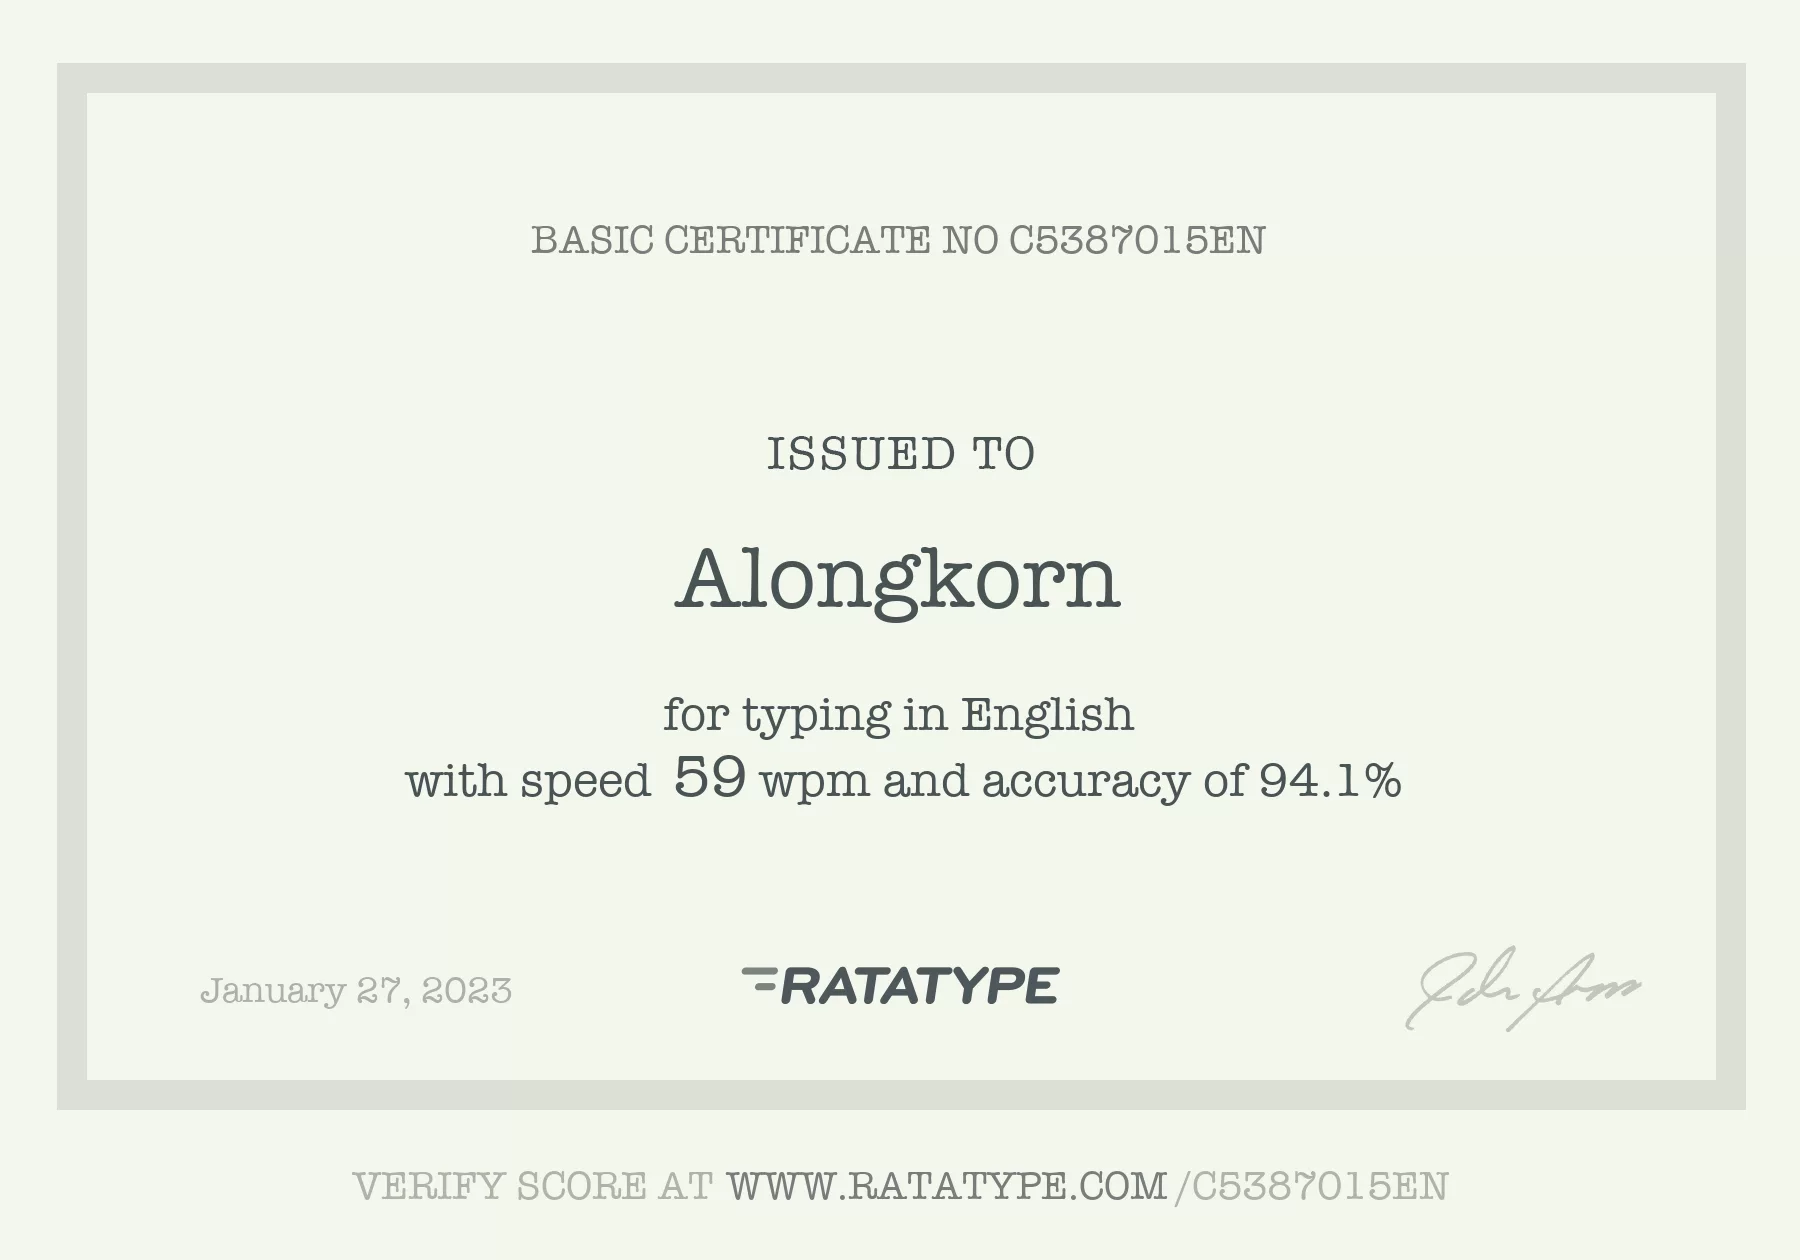 BASIC CERTIFICATE NO C5387015EN
ISSUED TO
Alongkorn
for typing in English
with speed 59 wpm and accuracy of 94.1%
January 27, 2023
RATATYPE
VERIFY SCORE AT WWW.RATATYPE.COM/C5387015EN